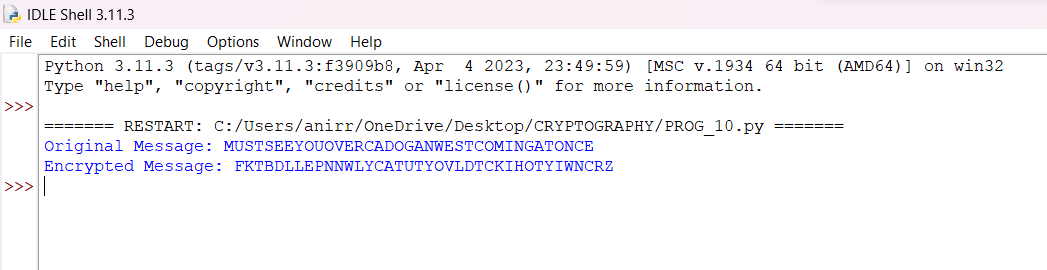 IDLE Shell 3.11.3
File Edit Shell Debug Options Window Help
Python 3.11.3 (tags/v3.11.3:f3909b8, Apr  4 2023, 23:49:59) [MSC v.1934 64 bit (AMD64)] on win32
Type "help", "copyright", "credits" or "license()" for more information.
>>>
======= RESTART: C:/Users/anirr/OneDrive/Desktop/CRYPTOGRAPHY/PROG_10.py =======
Original Message: MUSTSEEYOUOVERCADOGANWESTCOMINGATONCE
Encrypted Message: FKTBDLLEPNNWLYCATUTYOVLDTCKIHOTYIWNCRZ
>>>